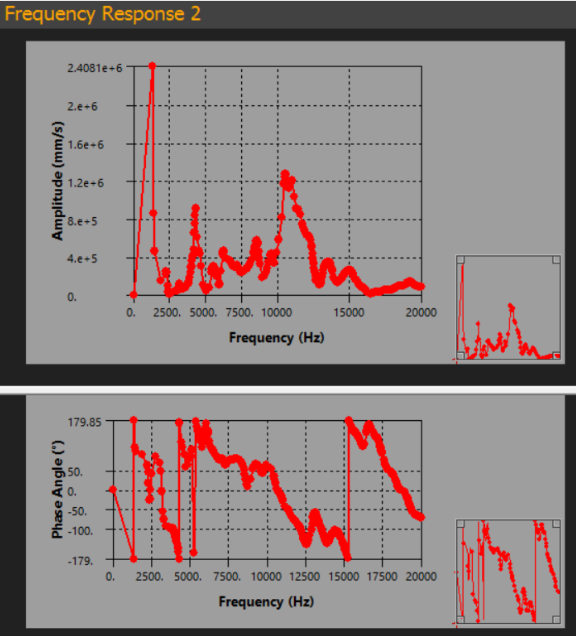 Frequency Response 2
2.4081e+6
2.e+6
1.6e+6
1.2e+6
8.e+5
4.e+5
0.
Amplitude (mm/s)
0. 2500. 5000. 7500. 10000 15000 20000
Frequency (Hz)
179.85
50.
0.
-50.
-100.
-179.
Phase Angle (°)
0. 2500. 5000. 7500. 10000 12500 15000 17500 20000
Frequency (Hz)